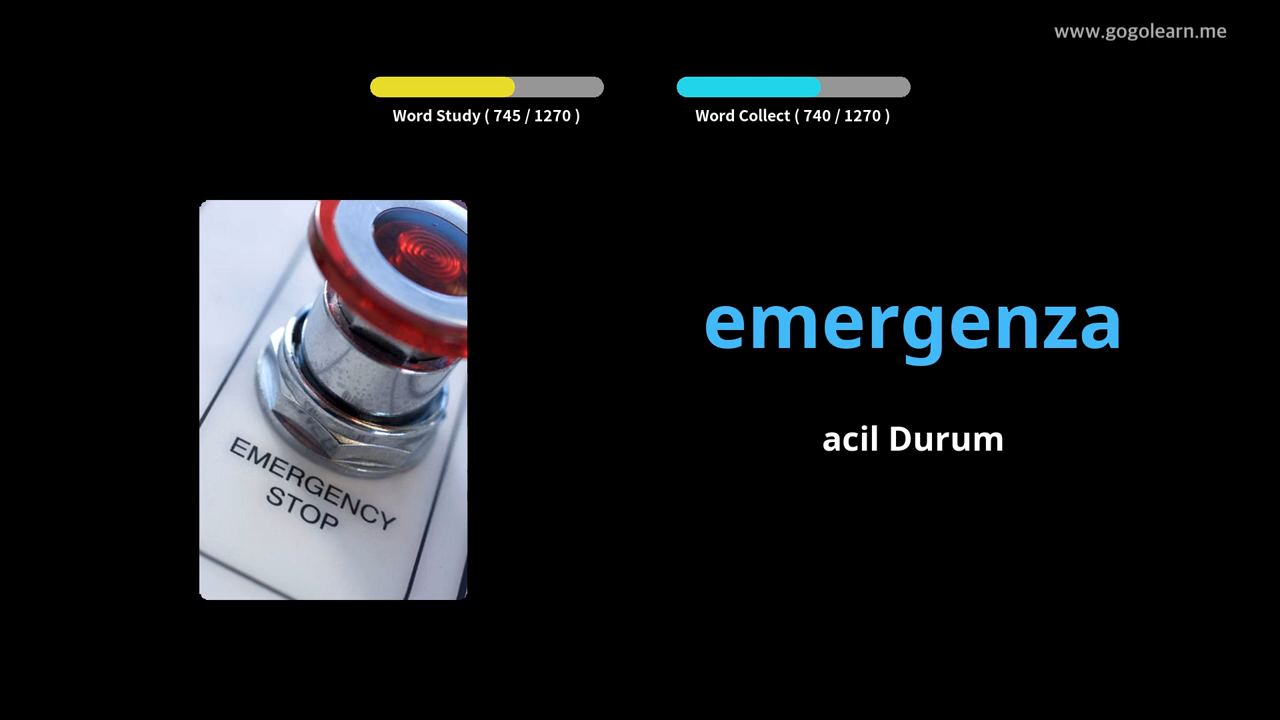 www.gogolearn.me
Word Study ( 745 / 1270 )
Word Collect ( 740 / 1270 )
EMERGENCY
STOP
emergenza
acil Durum